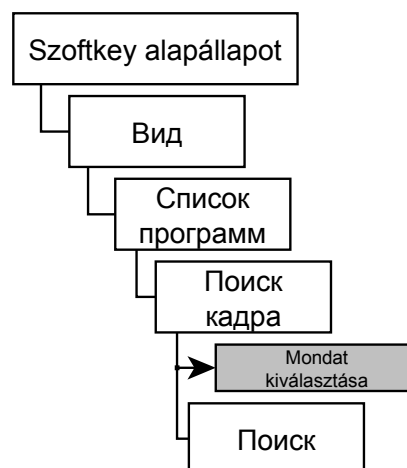 Szoftkey alapállapot
Вид
Список
программ
Поиск
кадра
Mondat
kiválasztása
Поиск